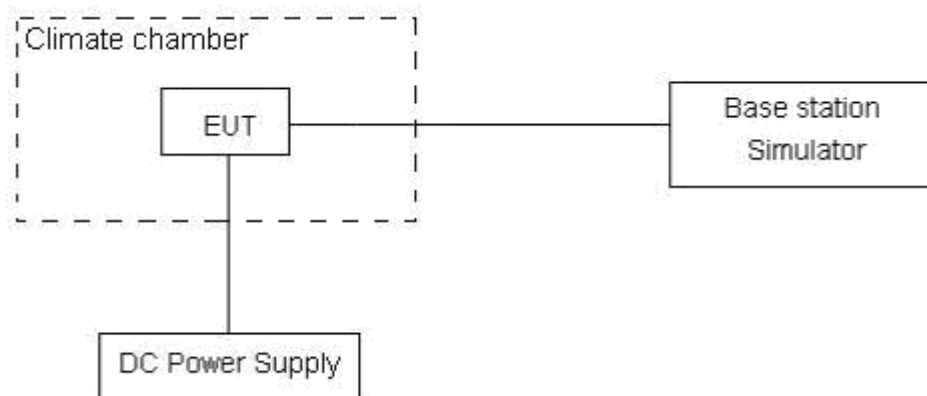 Climate chamber
EUT
Base station
Simulator
DC Power Supply